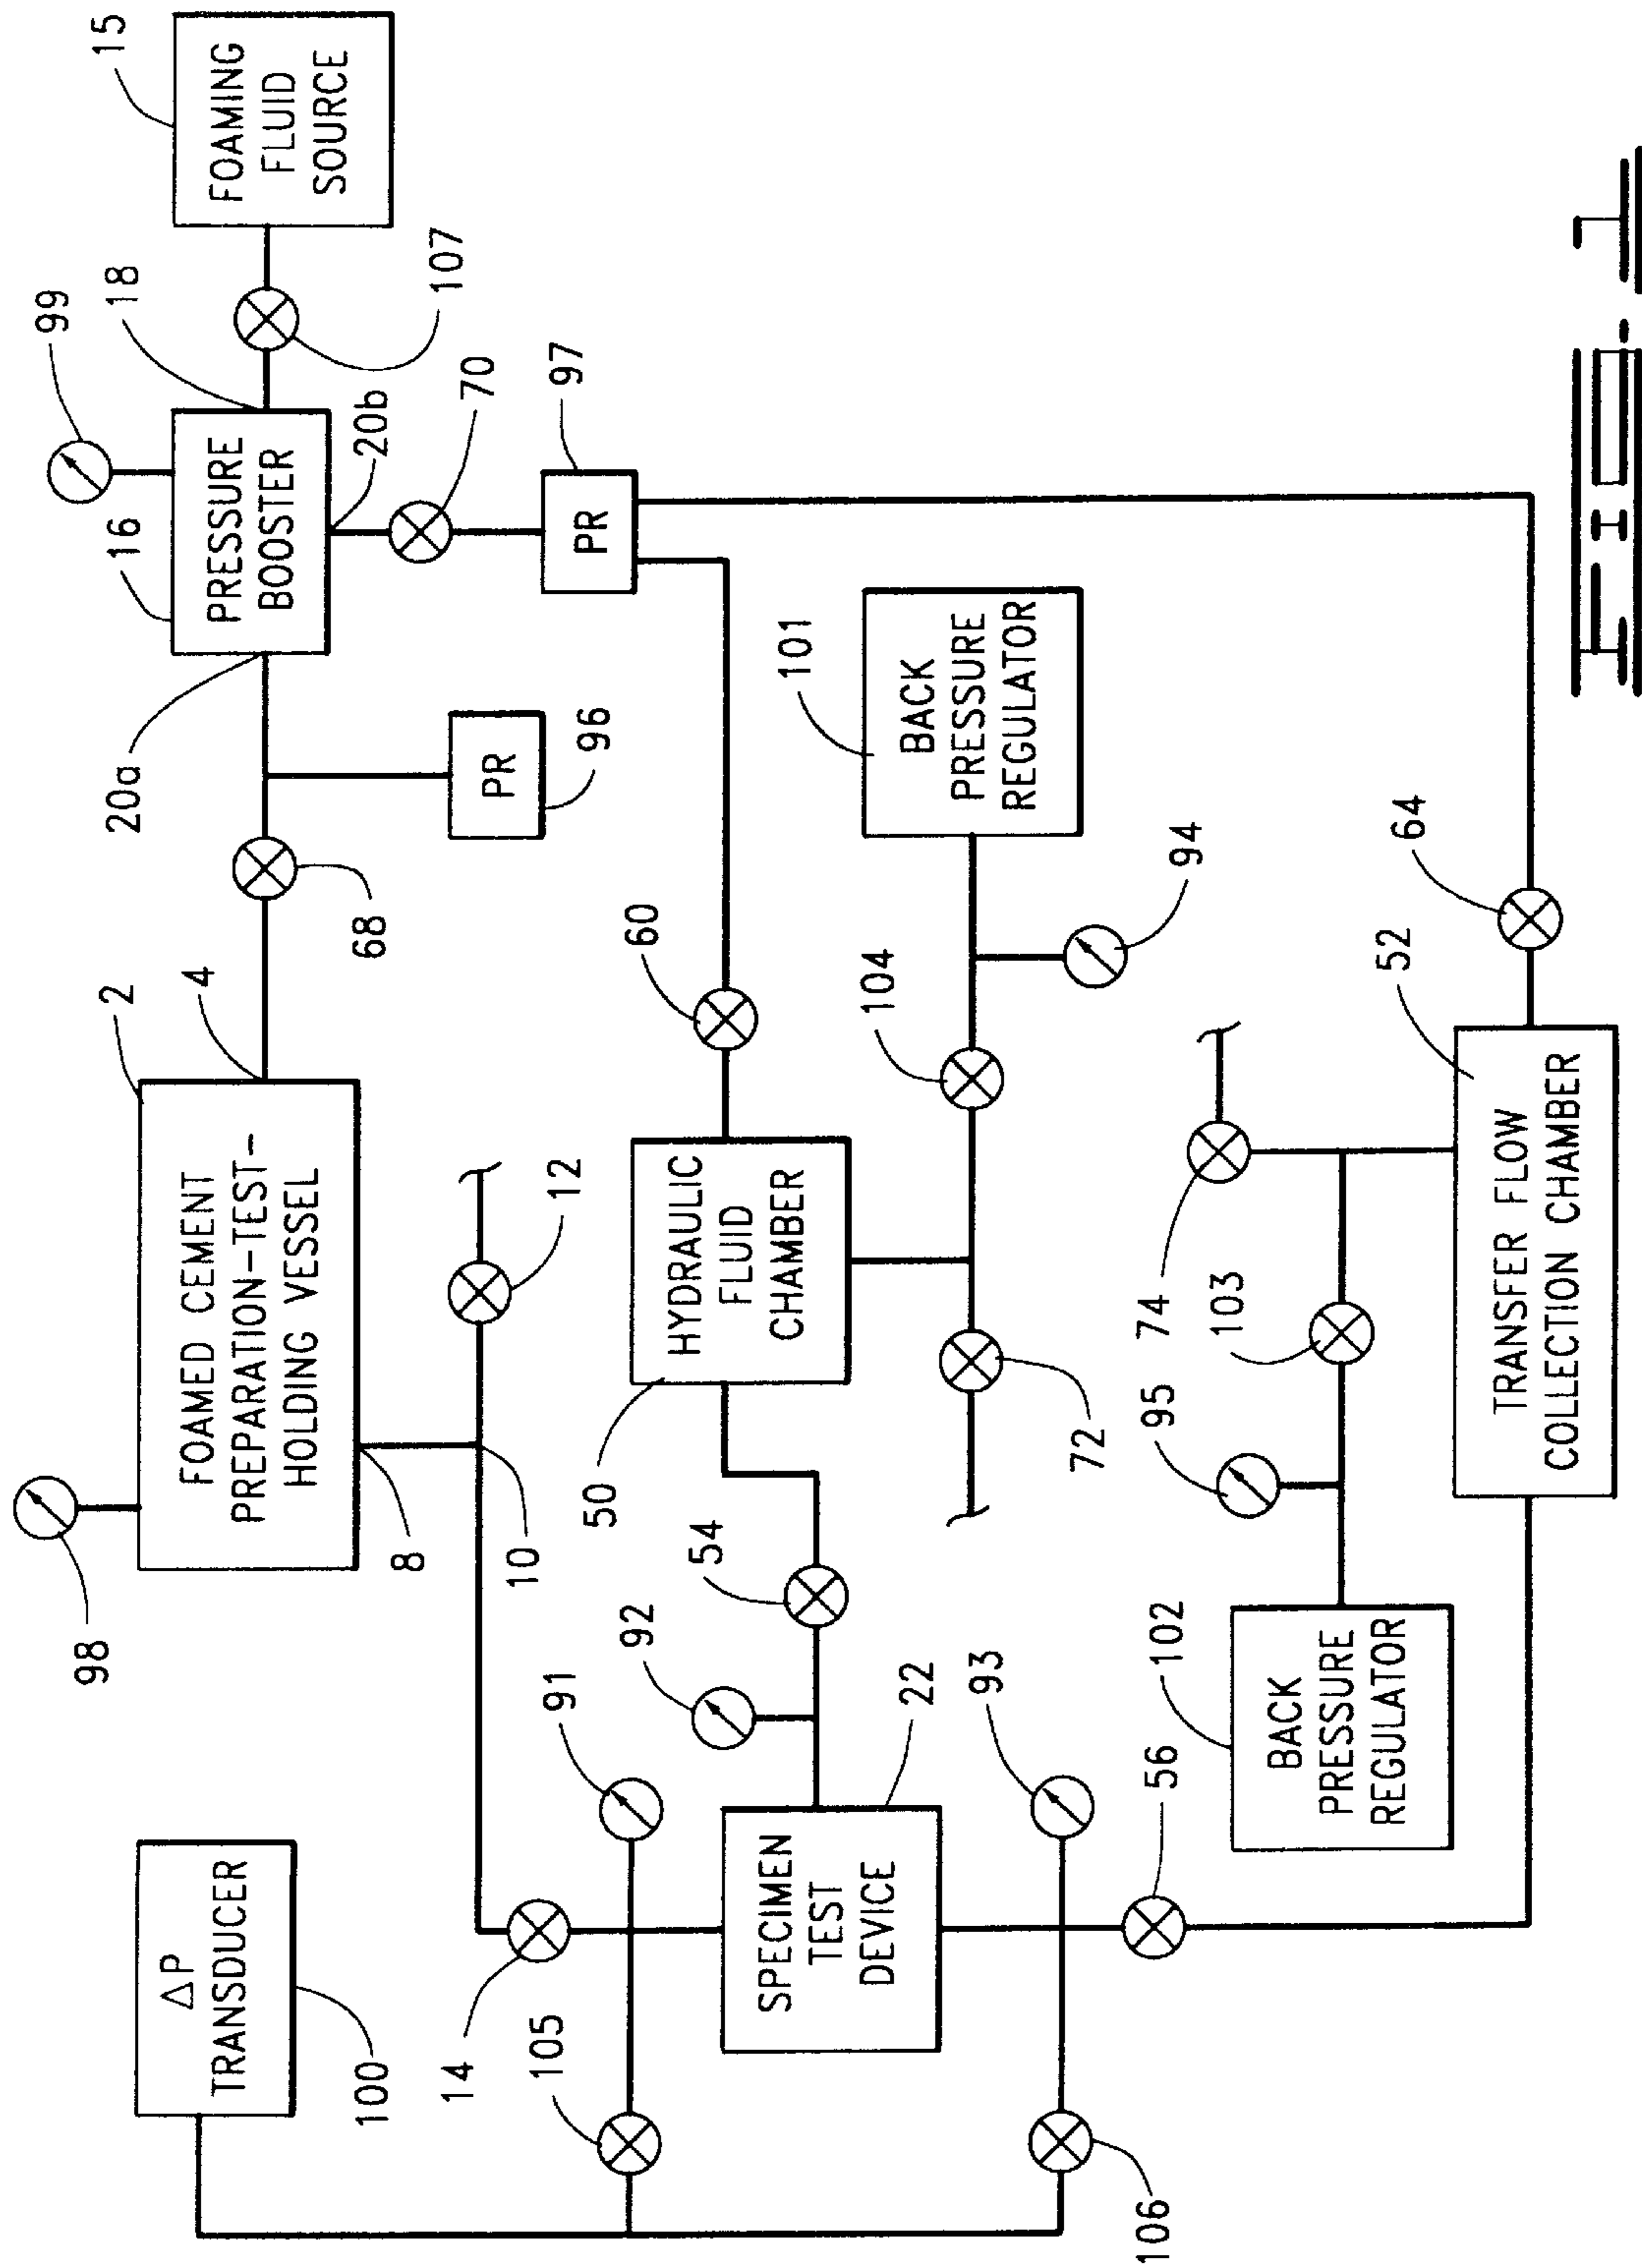 ΔP
TRANSDUCER
100
98
FOAMED CEMENT
PREPARATION-TEST-
HOLDING VESSEL
2
4
8
10
12
68
20a
16
PRESSURE
BOOSTER
99
18
20b
107
FOAMING
FLUID
SOURCE
15
PR
96
70
PR
97
14
105
91
SPECIMEN
TEST
DEVICE
22
92
54
50
HYDRAULIC
FLUID
CHAMBER
60
101
BACK
PRESSURE
REGULATOR
104
94
72
106
93
56
102
BACK
PRESSURE
REGULATOR
95
103
74
TRANSFER FLOW
COLLECTION CHAMBER
52
64